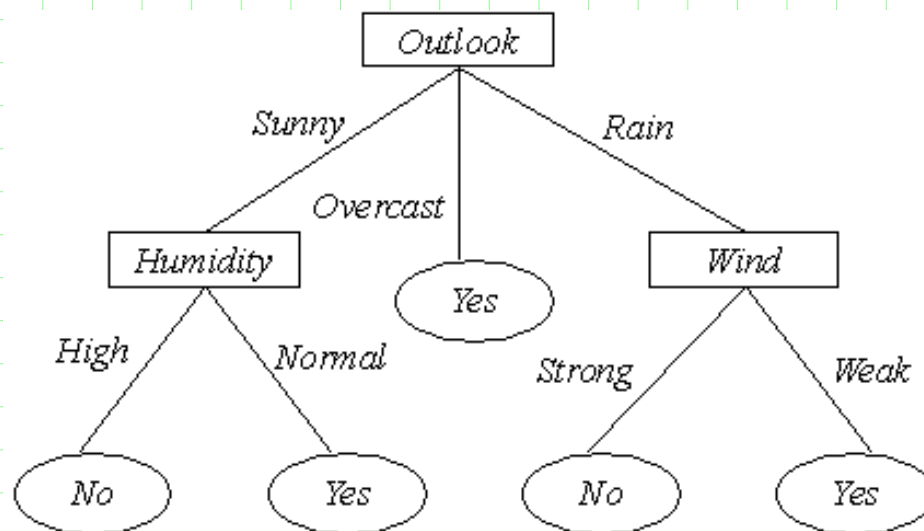 Outlook
Sunny
Rain
Overcast
Humidity
Yes
Wind
High
Normal
Strong
Weak
No
Yes
No
Yes